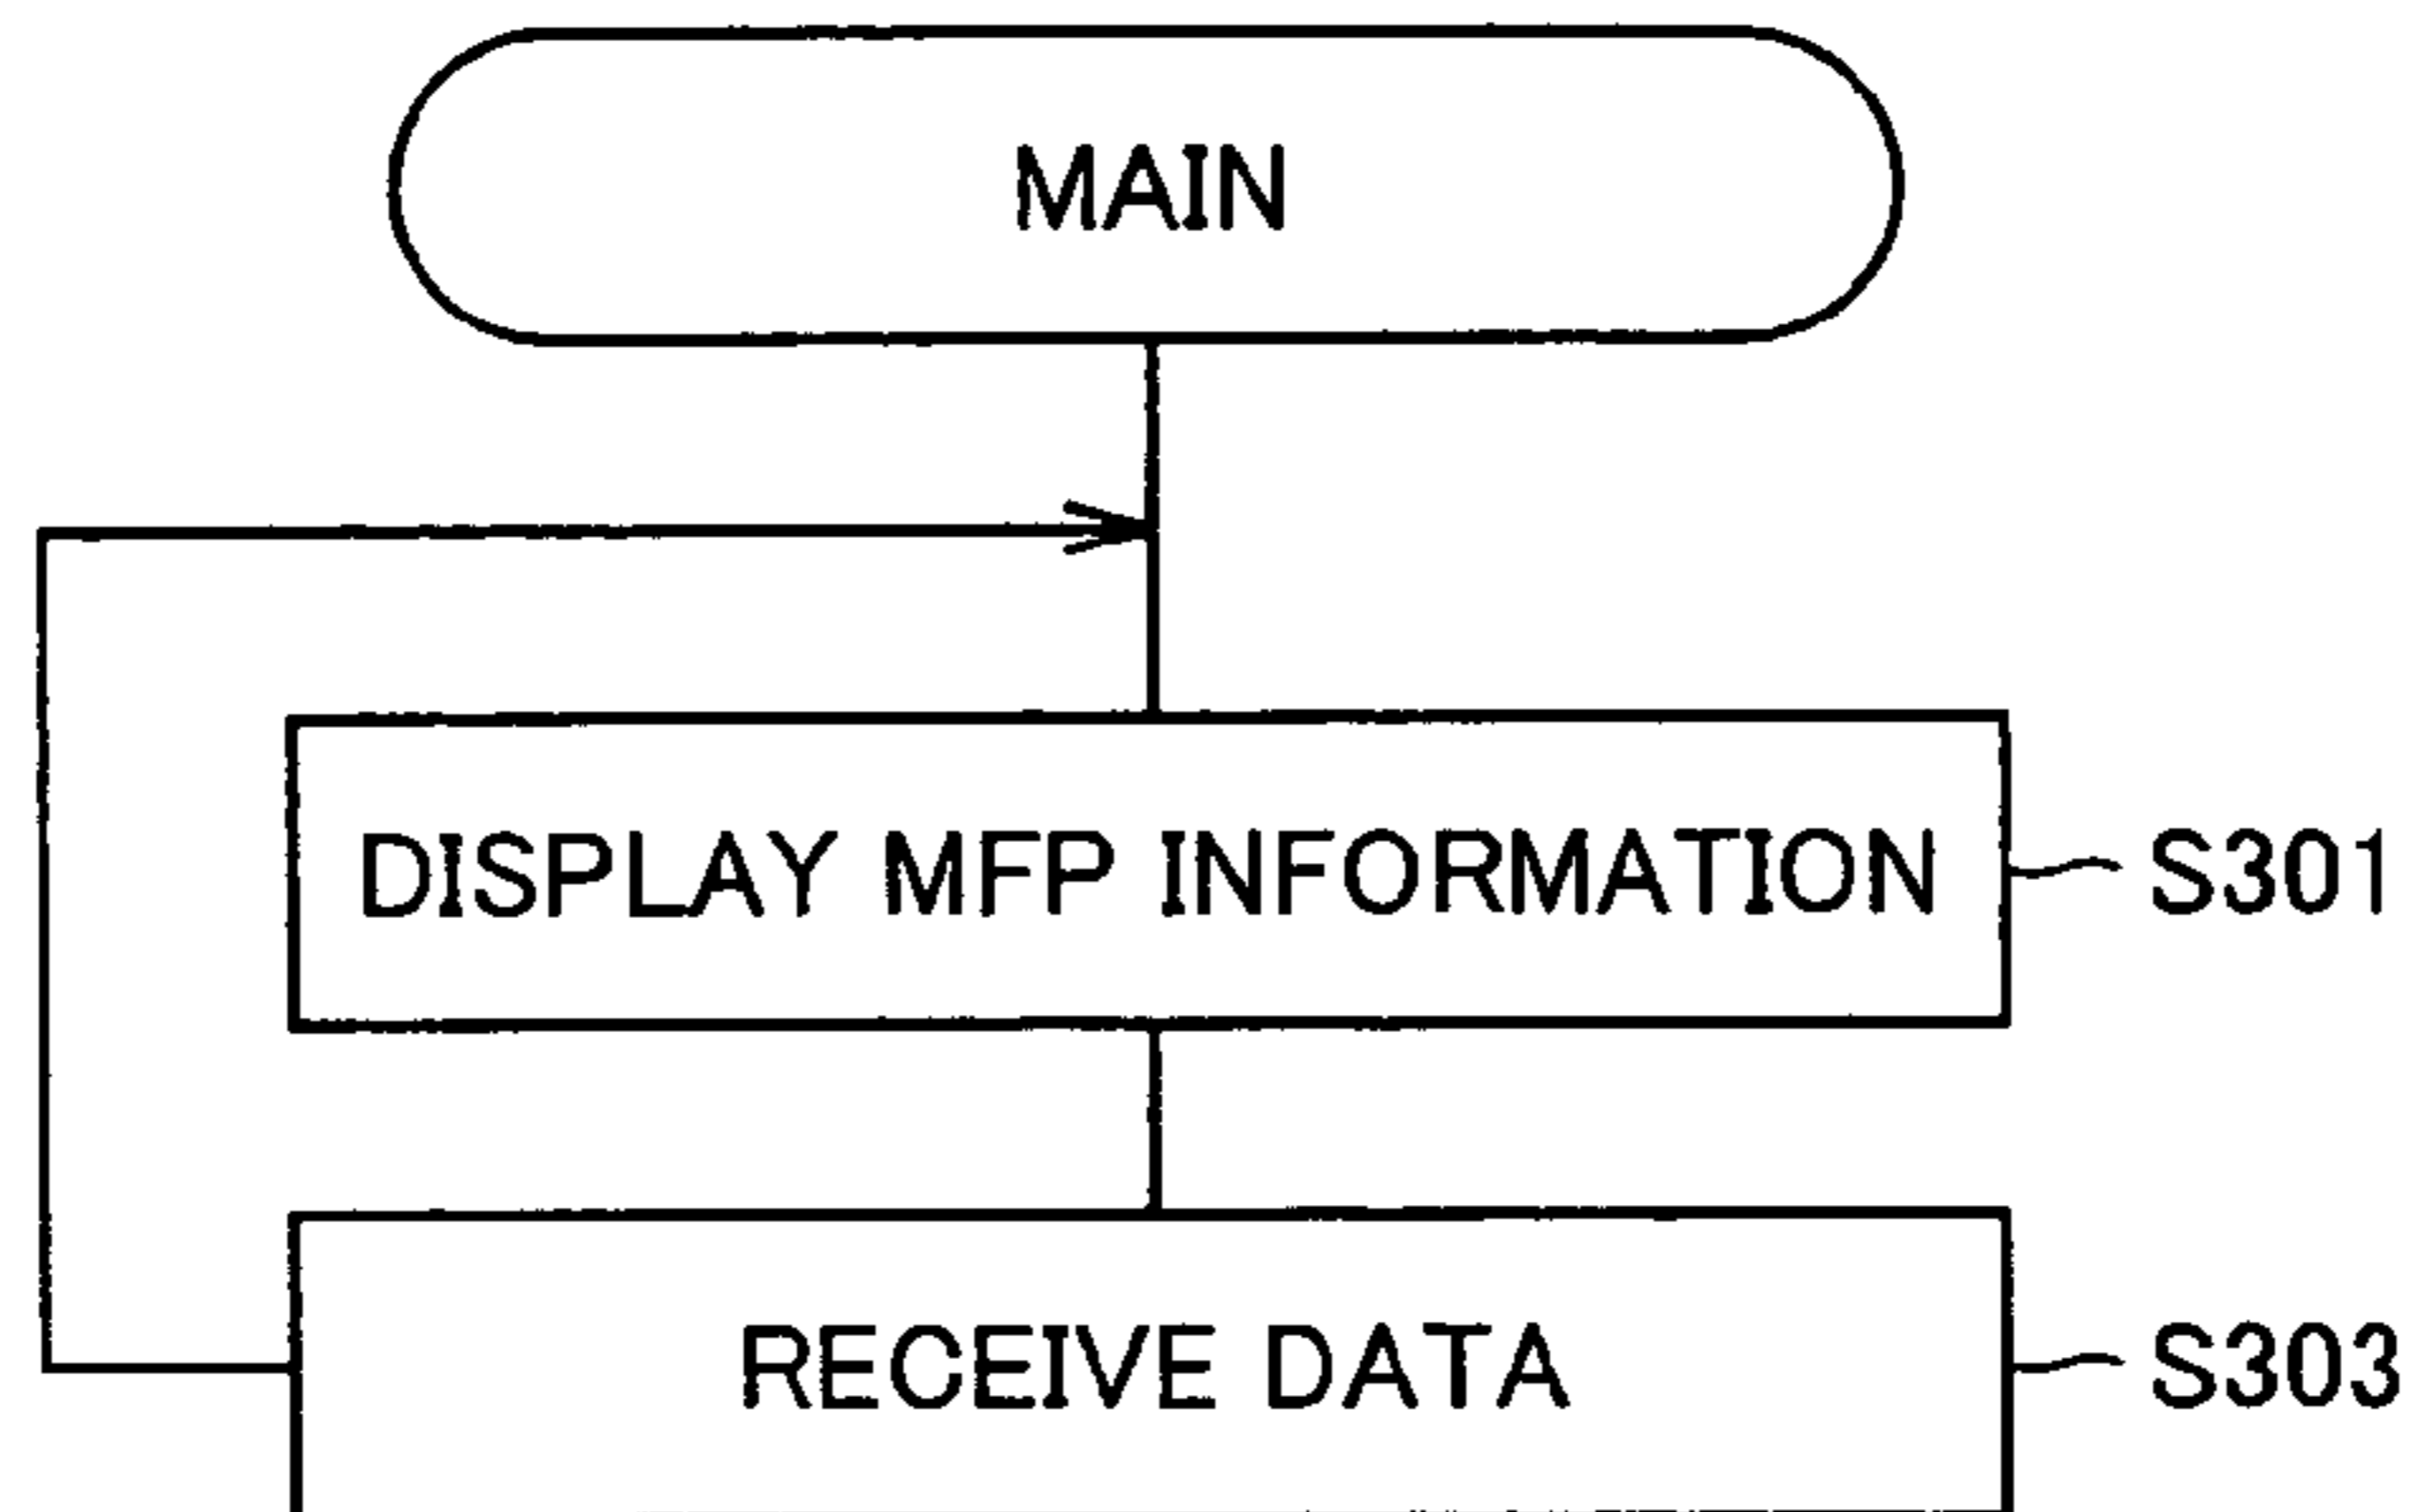 MAIN
DISPLAY MFP INFORMATION S301
RECEIVE DATA S303